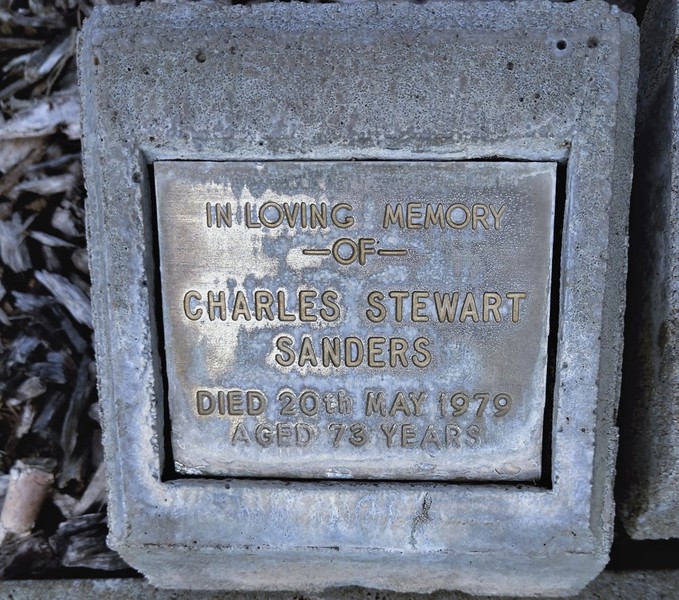 IN LOVING MEMORY
—OF—
CHARLES STEWART
SANDERS
DIED 20th MAY 1979
AGED 73 YEARS